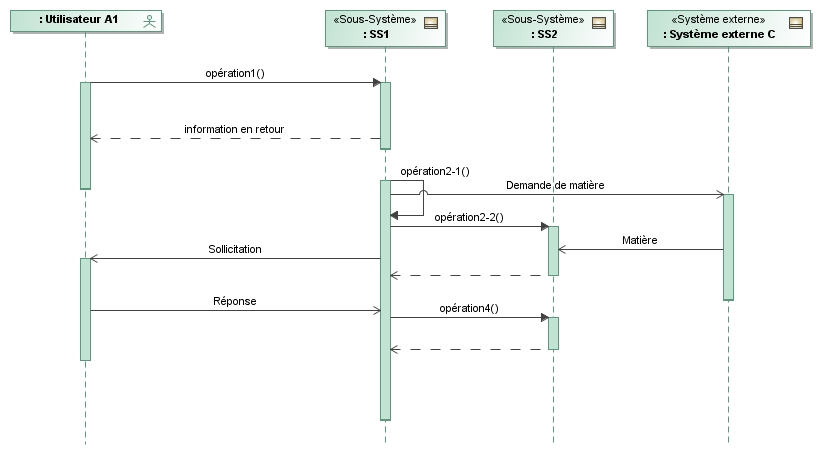 : Utilisateur A1
«Sous-Système»
: SS1
«Sous-Système»
: SS2
«Système externe»
: Système externe C
opération1()
information en retour
opération2-1()
Demande de matière
opération2-2()
Matière
Sollicitation
Réponse
opération4()